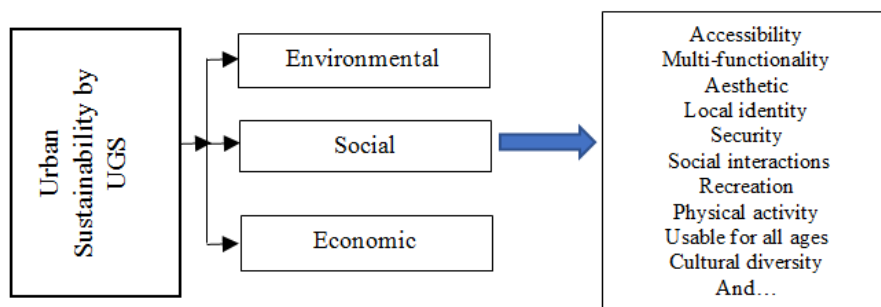 Urban
Sustainability by
UGS
Environmental
Social
Economic
Accessibility
Multi-functionality
Aesthetic
Local identity
Security
Social interactions
Recreation
Physical activity
Usable for all ages
Cultural diversity
And…